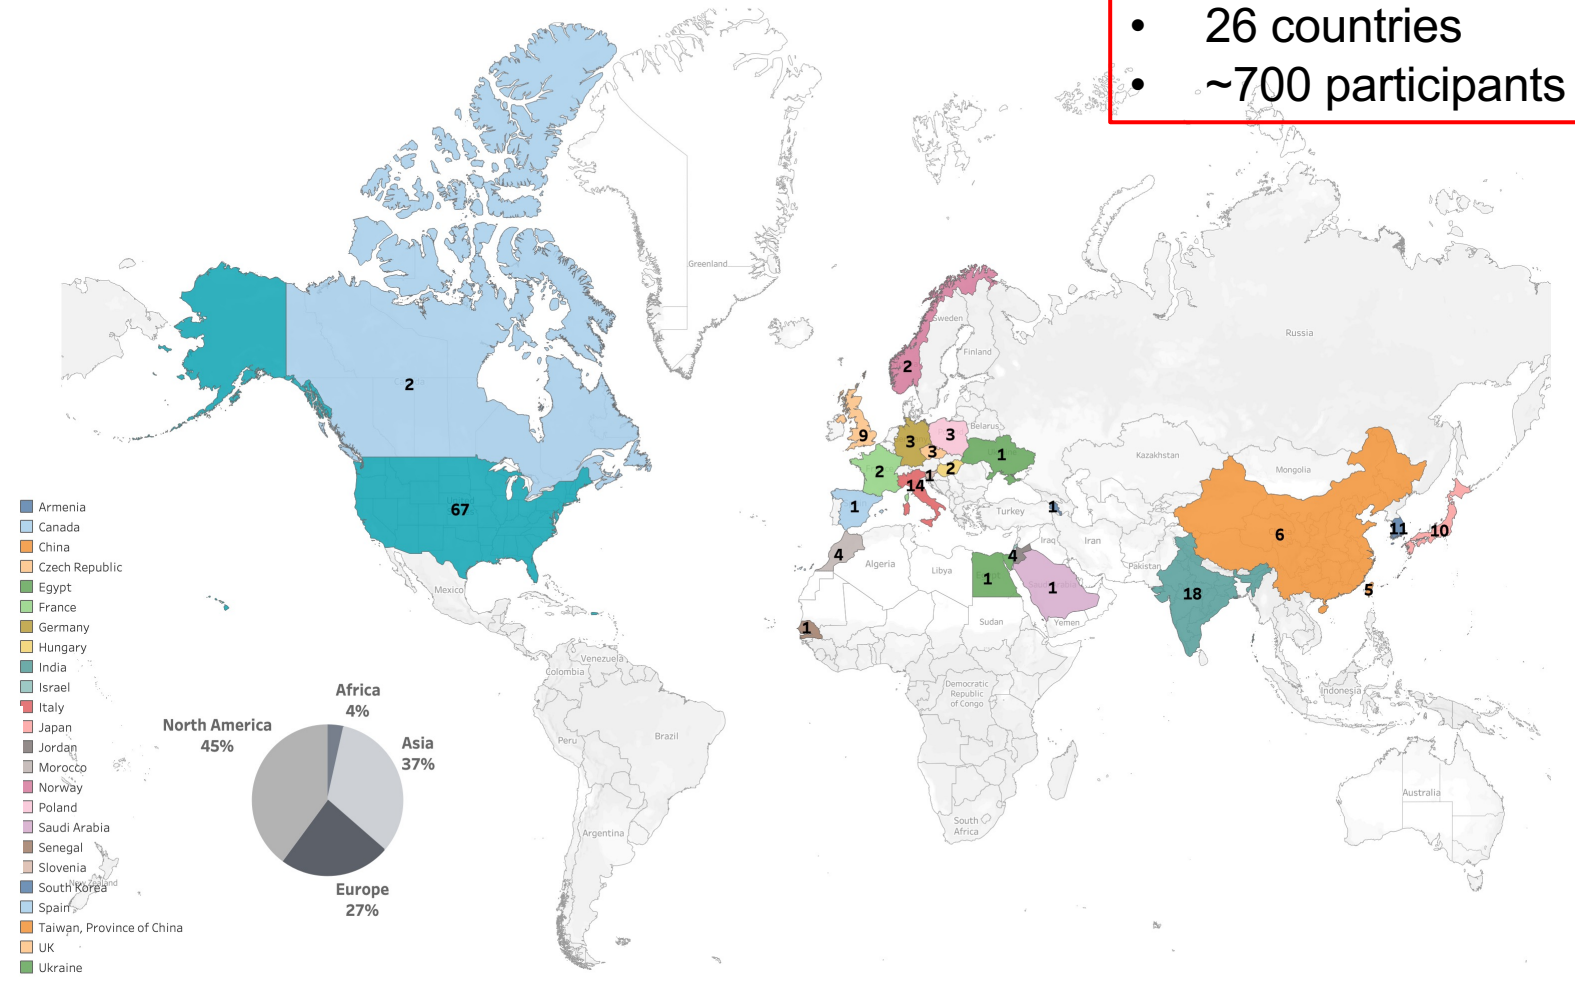 • 26 countries
• ~700 participants
Greenland
Sweden
Finland
Russia
2
2
9
3
3
Belarus
3
1
2
2
1
14
1
Kazakhstan
Mongolia
67
1
Turkey
1
6
11
10
4
Algeria
Libya
1
4
Iraq
Iran
1
Pakistan
18
5
Mexico
1
Sudan
Yemen
Venezuela
Colombia
Democratic
Republic
of Congo
Indonesia
Peru
Brazil
Australia
South
Africa
Argentina
New Zealand
Armenia
Canada
China
Czech Republic
Egypt
France
Germany
Hungary
India
Israel
Italy
Japan
Jordan
Morocco
Norway
Poland
Saudi Arabia
Senegal
Slovenia
South Korea
Spain
Taiwan, Province of China
UK
Ukraine
Africa
4%
North America
45%
Asia
37%
Europe
27%